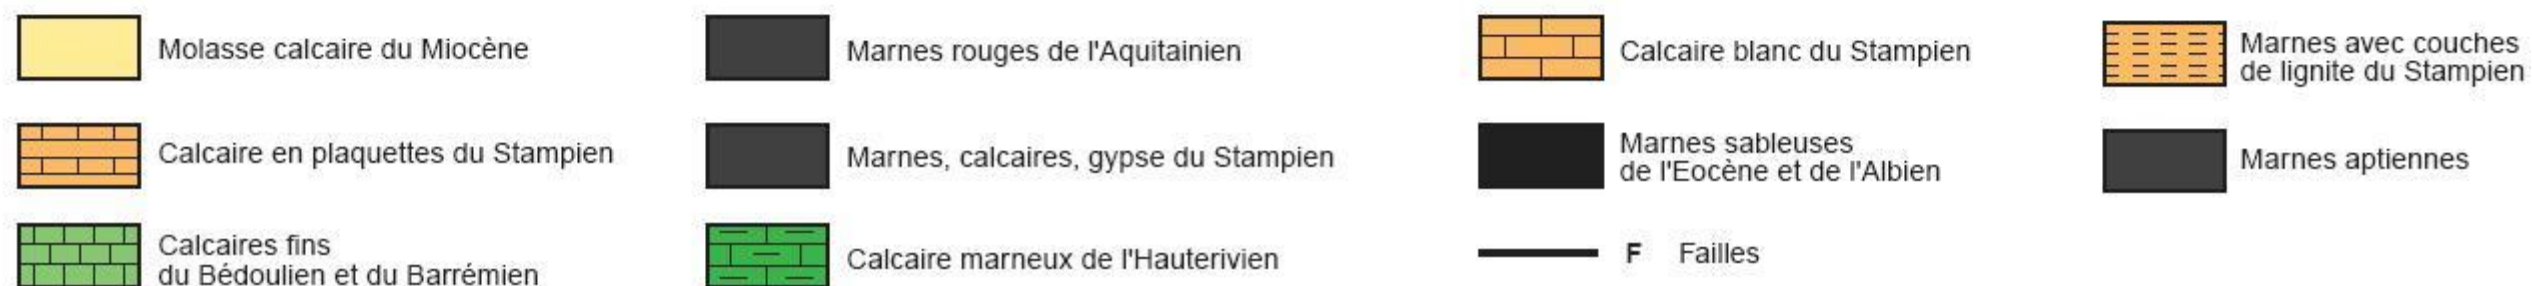 Molasse calcaire du Miocène
Marnes rouges de l'Aquitainien
Calcaire blanc du Stampien
Marnes avec couches
de lignite du Stampien
Calcaire en plaquettes du Stampien
Marnes, calcaires, gypse du Stampien
Marnes sableuses
de l'Eocène et de l'Albien
Marnes aptiennes
Calcaires fins
du Bédoulien et du Barrémien
Calcaire marneux de l'Hauterivien
F Failles